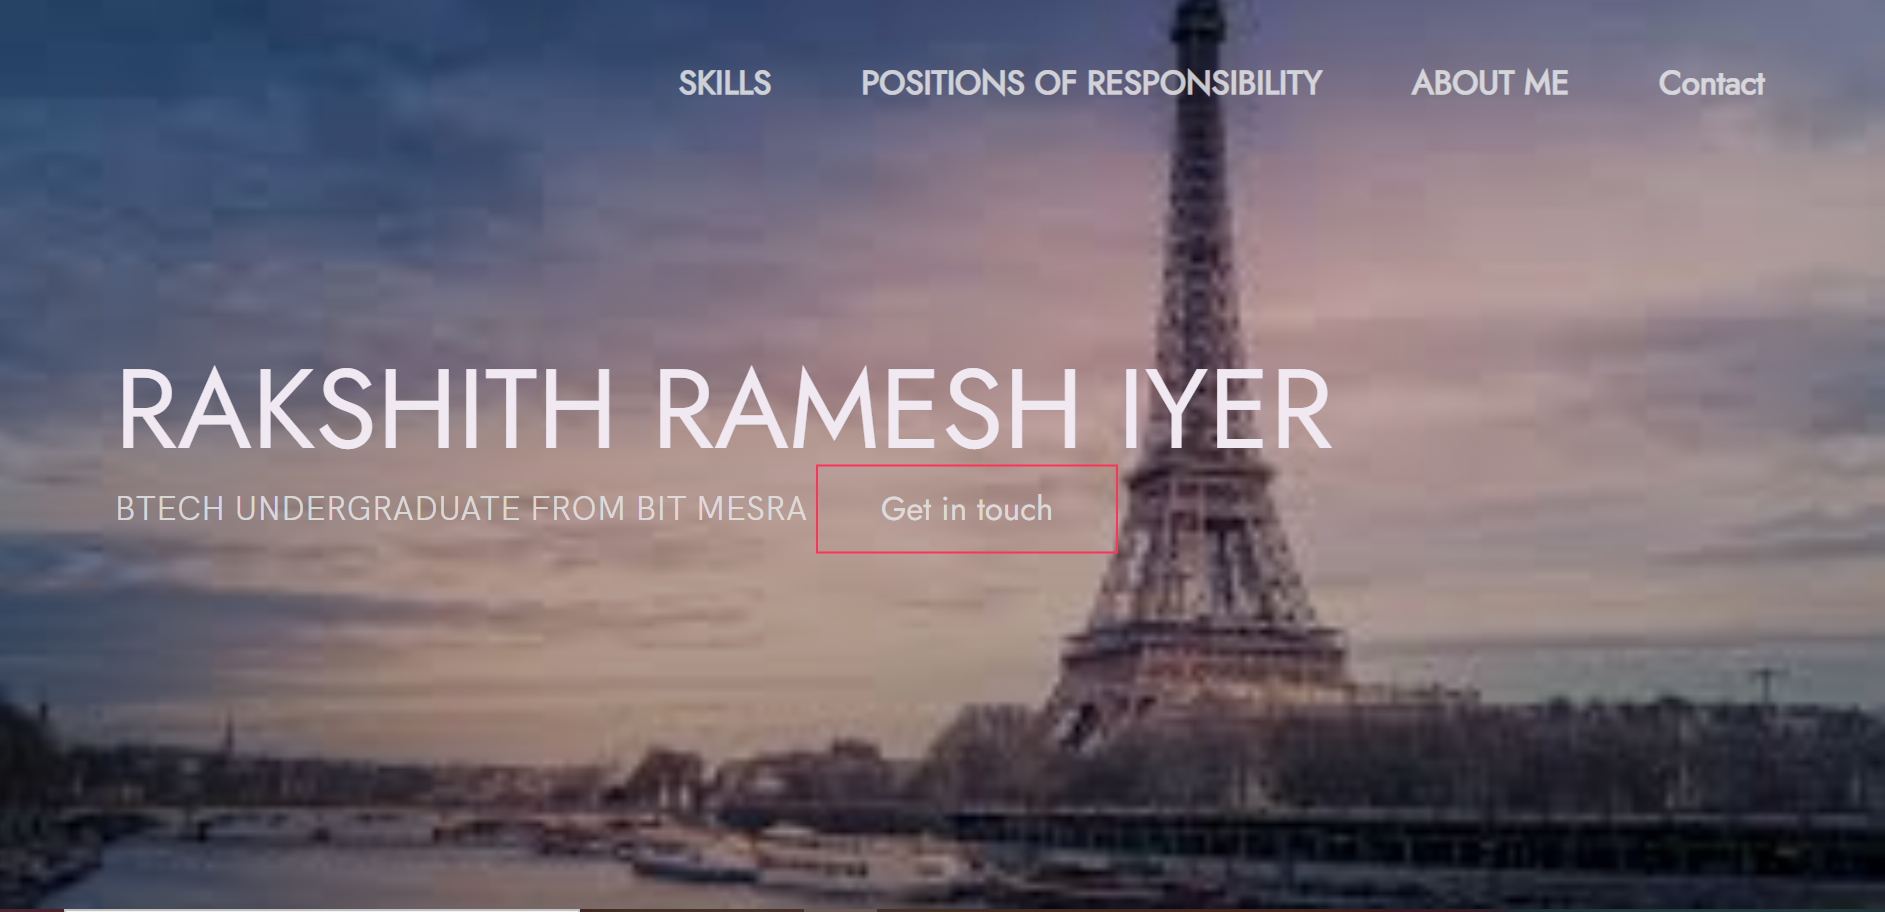 SKILLS POSITIONS OF RESPONSIBILITY ABOUT ME Contact
RAKSHITH RAMESH IYER
BTECH UNDERGRADUATE FROM BIT MESRA Get in touch